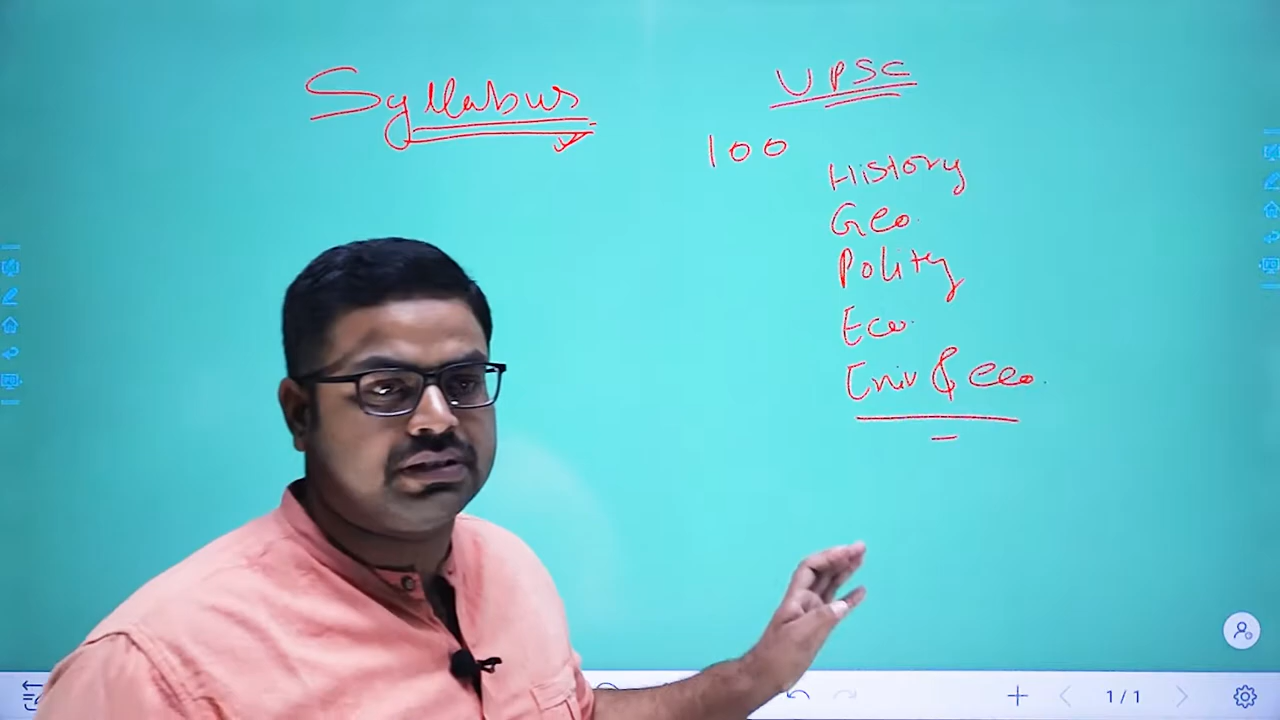 Syllabus
UPSC
100
History
Geo.
Polity
Eco.
Env & eco.
1/1